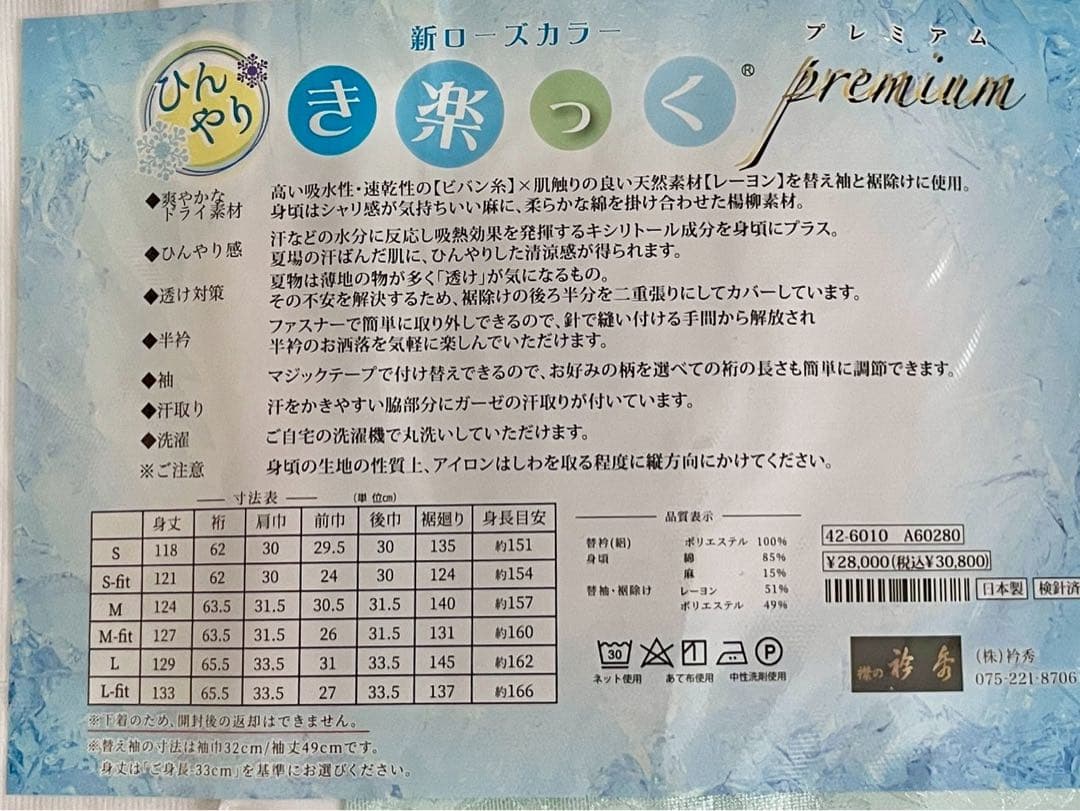 新ローズカラー
プレミアム
ひんやり
き楽っく®
premium
◆爽やかなドライ素材
高い吸水性・速乾性の【ビバン糸】×肌触りの良い天然素材【レーヨン】を替え袖と裾除けに使用。
身頃はシャリ感が気持ちいい麻に、柔らかな綿を掛け合わせた楊柳素材。
◆ひんやり感
汗などの水分に反応し吸熱効果を発揮するキシリトール成分を身頃にプラス。
夏場の汗ばんだ肌に、ひんやりした清涼感が得られます。
◆透け対策
夏物は薄地の物が多く「透け」が気になるもの。
その不安を解決するため、裾除けの後ろ半分を二重張りにしてカバーしています。
◆半衿
ファスナーで簡単に取り外しできるので、針で縫い付ける手間から解放され
半衿のお洒落を気軽に楽しんでいただけます。
◆袖
マジックテープで付け替えできるので、お好みの柄を選べての裄の長さも簡単に調節できます。
◆汗取り
汗をかきやすい脇部分にガーゼの汗取りが付いています。
◆洗濯
ご自宅の洗濯機で丸洗いしていただけます。
※ご注意
身頃の生地の性質上、アイロンはしわを取る程度に縦方向にかけてください。
寸法表 (単位cm)
身丈 裄 肩巾 前巾 後巾 裾廻り 身長目安
S 118 62 30 29.5 30 135 約151
S-fit 121 62 30 24 30 124 約154
M 124 63.5 31.5 30.5 31.5 140 約157
M-fit 127 63.5 31.5 26 31.5 131 約160
L 129 65.5 33.5 31 33.5 145 約162
L-fit 133 65.5 33.5 27 33.5 137 約166
※下着のため、開封後の返却はできません。
※替え袖の寸法は袖巾32cm/袖丈49cmです。
身丈は「ご身長-33cm」を基準にお選びください。
品質表示
替衿(絽) ポリエステル 100%
身頃 綿 85%
麻 15%
替袖・裾除け レーヨン 51%
ポリエステル 49%
30
P
ネット使用 あて布使用 中性洗剤使用
42-6010 A60280
¥28,000(税込¥30,800)
日本製 検針済
襟の 衿秀
(株)衿秀
075-221-8706